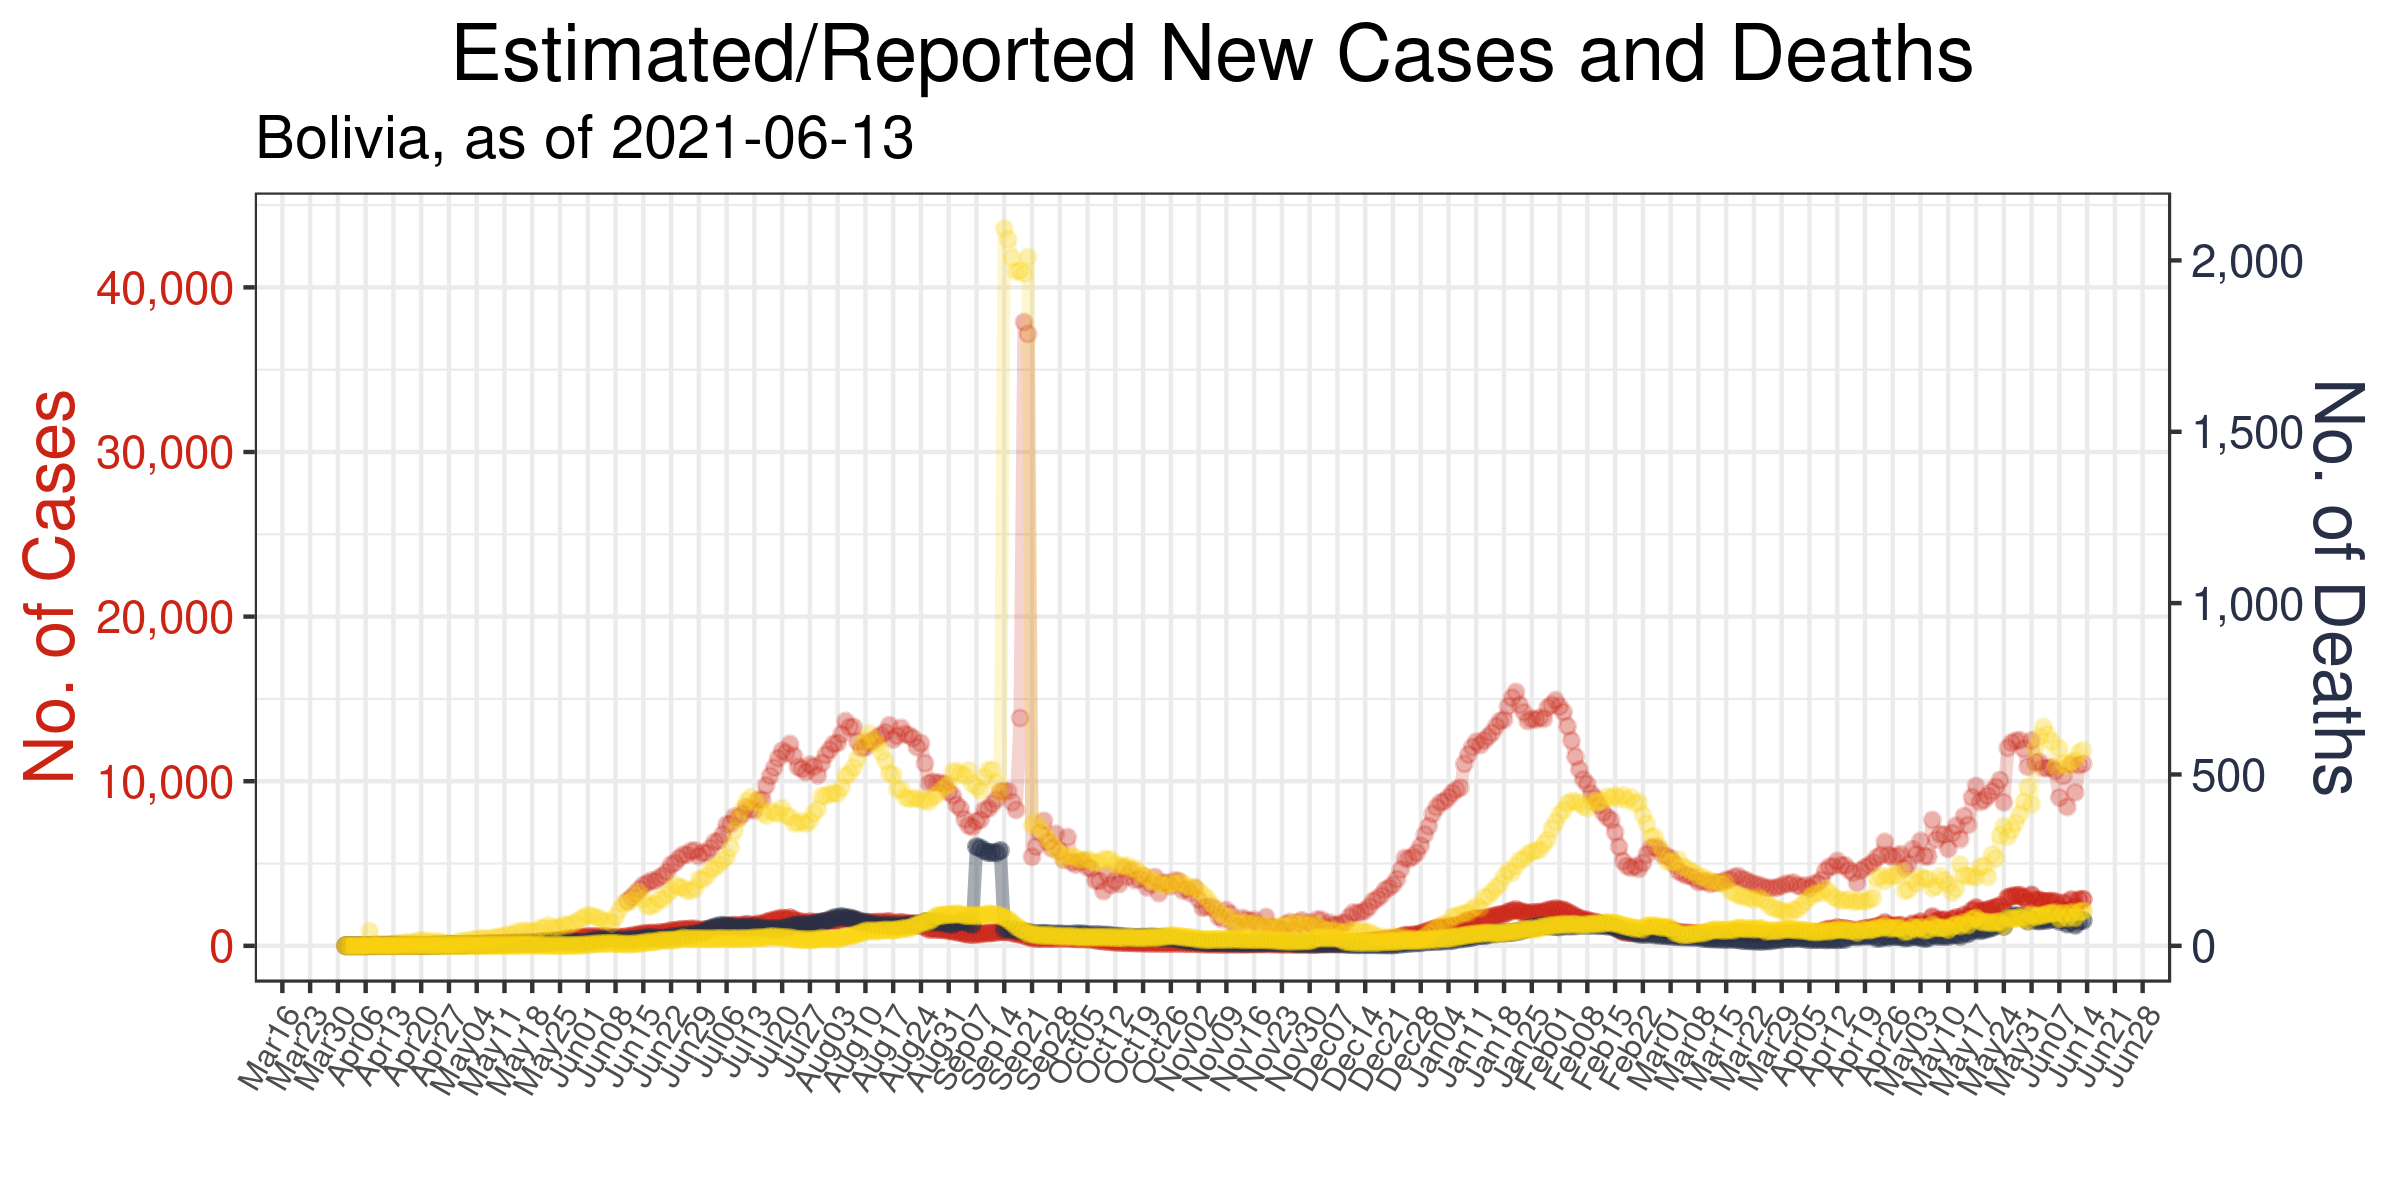 Estimated/Reported New Cases and Deaths
Bolivia, as of 2021-06-13
No. of Cases
40,000
30,000
20,000
10,000
0
2,000
1,500
1,000
500
0
No. of Deaths
Mar16
Mar23
Mar30
Apr06
Apr13
Apr20
Apr27
May04
May11
May18
May25
Jun01
Jun08
Jun15
Jun22
Jun29
Jul06
Jul13
Jul20
Jul27
Aug03
Aug10
Aug17
Aug24
Aug31
Sep07
Sep14
Sep21
Sep28
Oct05
Oct12
Oct19
Oct26
Nov02
Nov09
Nov16
Nov23
Nov30
Dec07
Dec14
Dec21
Dec28
Jan04
Jan11
Jan18
Jan25
Feb01
Feb08
Feb15
Feb22
Mar01
Mar08
Mar15
Mar22
Mar29
Apr05
Apr12
Apr19
Apr26
May03
May10
May17
May24
May31
Jun07
Jun14
Jun21
Jun28